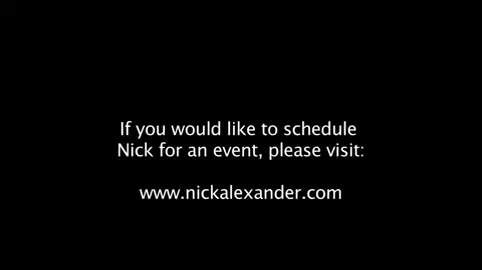 If you would like to schedule
Nick for an event, please visit:
www.nickalexander.com